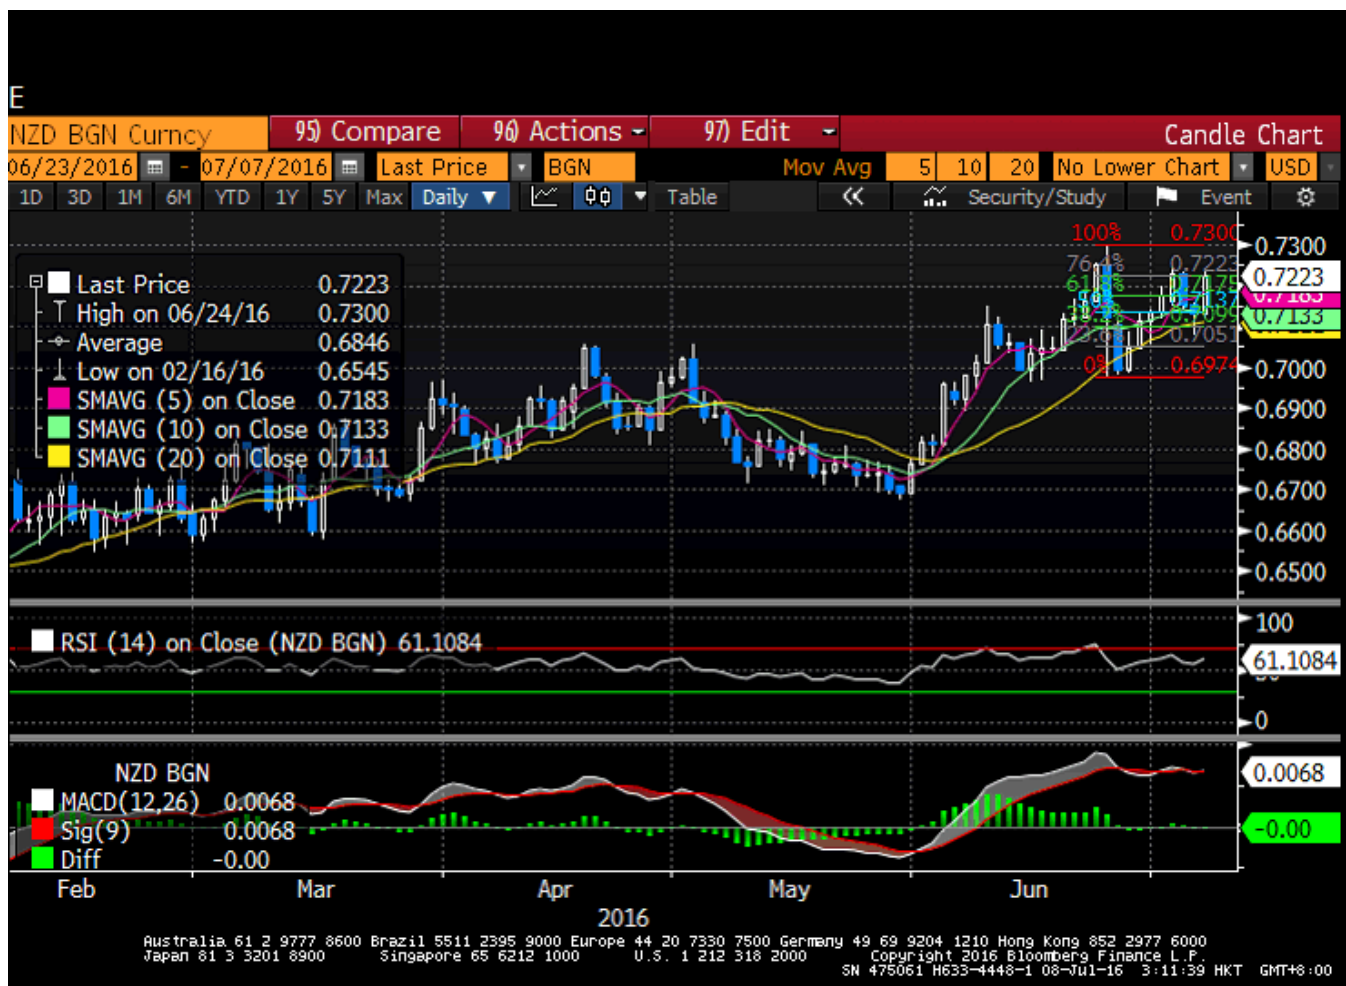 E
NZD BGN Curncy 95) Compare 96) Actions 97) Edit Candle Chart
06/23/2016 - 07/07/2016 Last Price BGN Mov Avg 5 10 20 No Lower Chart USD
1D 3D 1M 6M YTD 1Y 5Y Max Daily ▼ Table « Security/Study Event
100% 0.7300
0.7300
76.4% 0.7223
Last Price 0.7223
0.7223
61.8%
0.7183
High on 06/24/16 0.7300
0.7133
38.2% 0.7099
Average 0.6846
23.6% 0.7051
Low on 02/16/16 0.6545
0% 0.6974
0.7000
SMAVG (5) on Close 0.7183
0.6900
SMAVG (10) on Close 0.7133
0.6800
SMAVG (20) on Close 0.7111
0.6700
0.6600
0.6500
RSI (14) on Close (NZD BGN) 61.1084
100
61.1084
0
NZD BGN
0.0068
MACD(12,26) 0.0068
Sig(9) 0.0068
-0.00
Diff -0.00
Feb Mar Apr May Jun
2016
Australia 61 2 9777 8600 Brazil 5511 2395 9000 Europe 44 20 7330 7500 Germany 49 69 9204 1210 Hong Kong 852 2977 6000
Japan 81 3 3201 8900 Singapore 65 6212 1000 U.S. 1 212 318 2000 Copyright 2016 Bloomberg Finance L.P.
SN 475061 H633-4448-1 08-Jul-16 3:11:39 HKT GMT+8:00